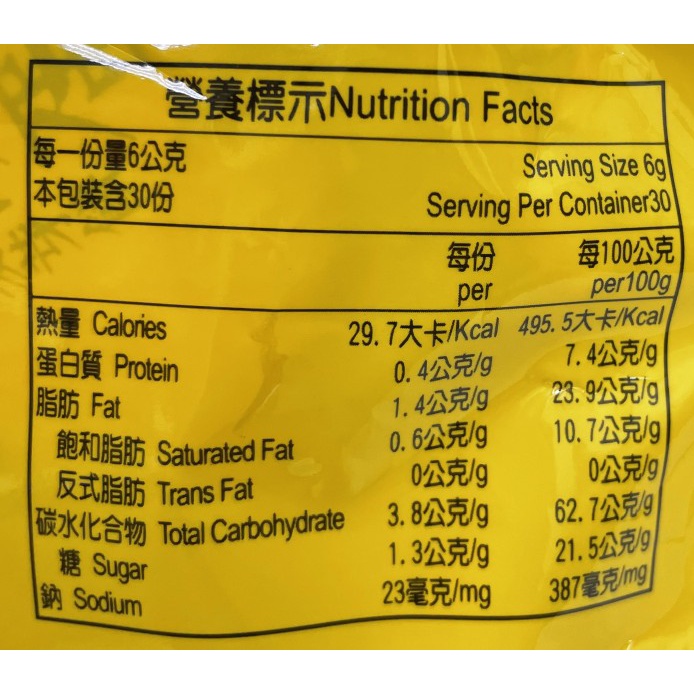 營養標示Nutrition Facts
每一份量6公克 Serving Size 6g
本包裝含30份 Serving Per Container30
每份 每100公克
per per100g
熱量 Calories 29.7大卡/Kcal 495.5大卡/Kcal
蛋白質 Protein 0.4公克/g 7.4公克/g
脂肪 Fat 1.4公克/g 23.9公克/g
飽和脂肪 Saturated Fat 0.6公克/g 10.7公克/g
反式脂肪 Trans Fat 0公克/g 0公克/g
碳水化合物 Total Carbohydrate 3.8公克/g 62.7公克/g
糖 Sugar 1.3公克/g 21.5公克/g
鈉 Sodium 23毫克/mg 387毫克/mg